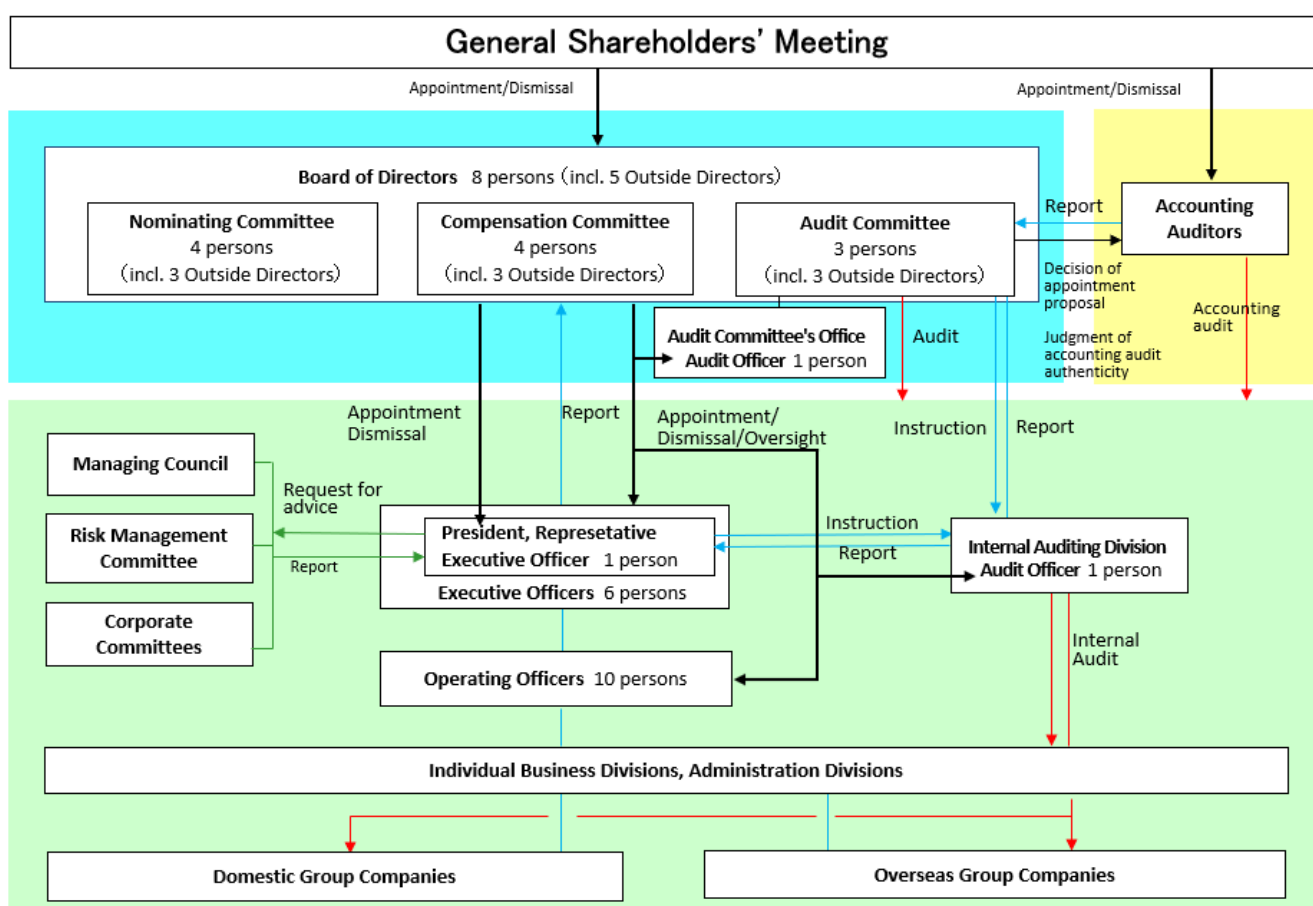 General Shareholders' Meeting
Appointment/Dismissal
Appointment/Dismissal
Board of Directors 8 persons (incl. 5 Outside Directors)
Nominating Committee
4 persons
(incl. 3 Outside Directors)
Compensation Committee
4 persons
(incl. 3 Outside Directors)
Audit Committee
3 persons
(incl. 3 Outside Directors)
Report
Accounting
Auditors
Decision of
appointment
proposal
Judgment of
accounting audit
authenticity
Accounting
audit
Audit Committee's Office
Audit Officer 1 person
Audit
Appointment
Dismissal
Report
Appointment/
Dismissal/Oversight
Instruction
Report
Managing Council
Risk Management
Committee
Corporate
Committees
Request for
advice
Report
President, Represetative
Executive Officer 1 person
Executive Officers 6 persons
Instruction
Report
Internal Auditing Division
Audit Officer 1 person
Internal
Audit
Operating Officers 10 persons
Individual Business Divisions, Administration Divisions
Domestic Group Companies
Overseas Group Companies